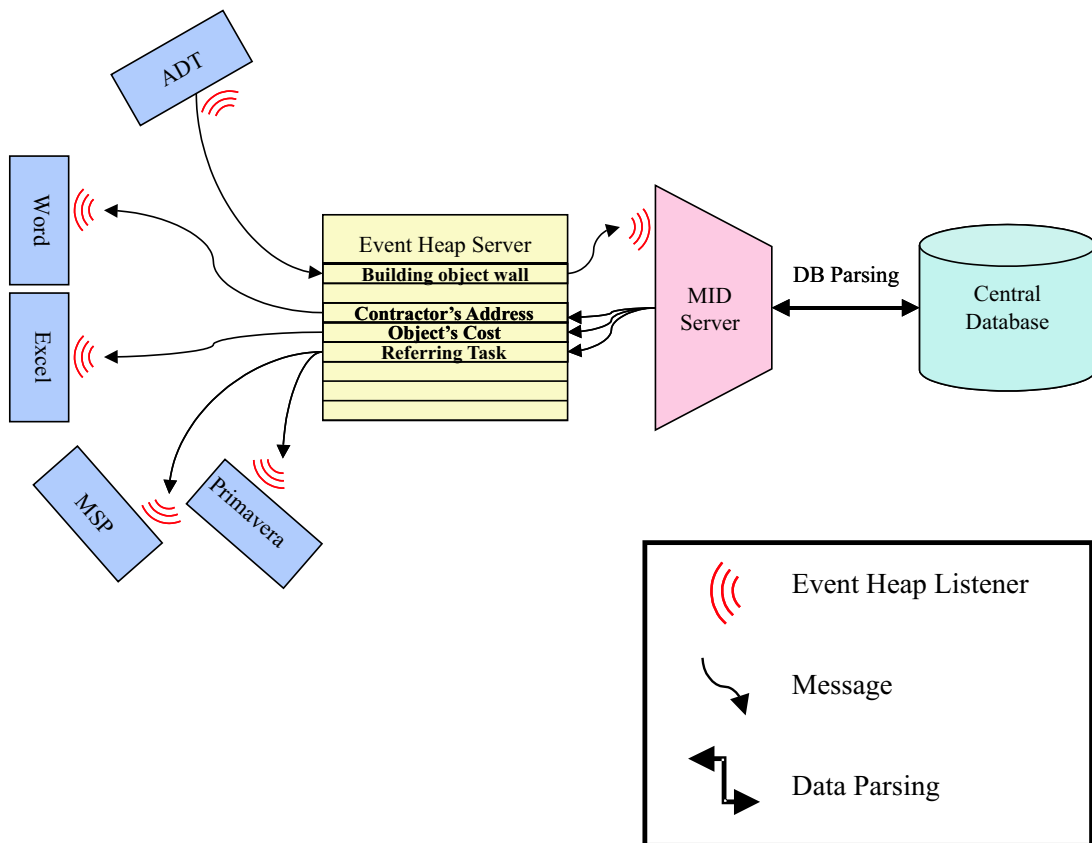 ADT
Word
Excel
MSP
Primavera
Event Heap Server
Building object wall
Contractor's Address
Object's Cost
Referring Task
MID
Server
DB Parsing
Central
Database
Event Heap Listener
Message
Data Parsing